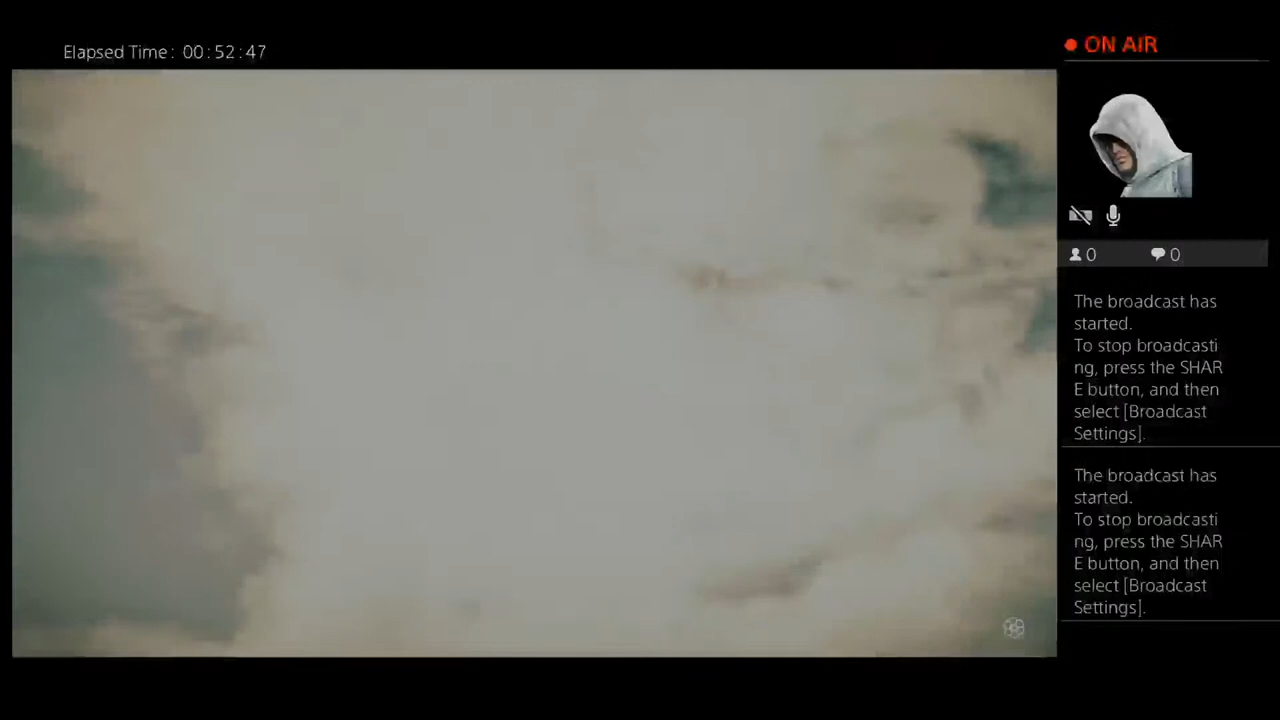 Elapsed Time: 00:52:47
ON AIR
0 0
The broadcast has
started.
To stop broadcasti
ng, press the SHAR
E button, and then
select [Broadcast
Settings].
The broadcast has
started.
To stop broadcasti
ng, press the SHAR
E button, and then
select [Broadcast
Settings].